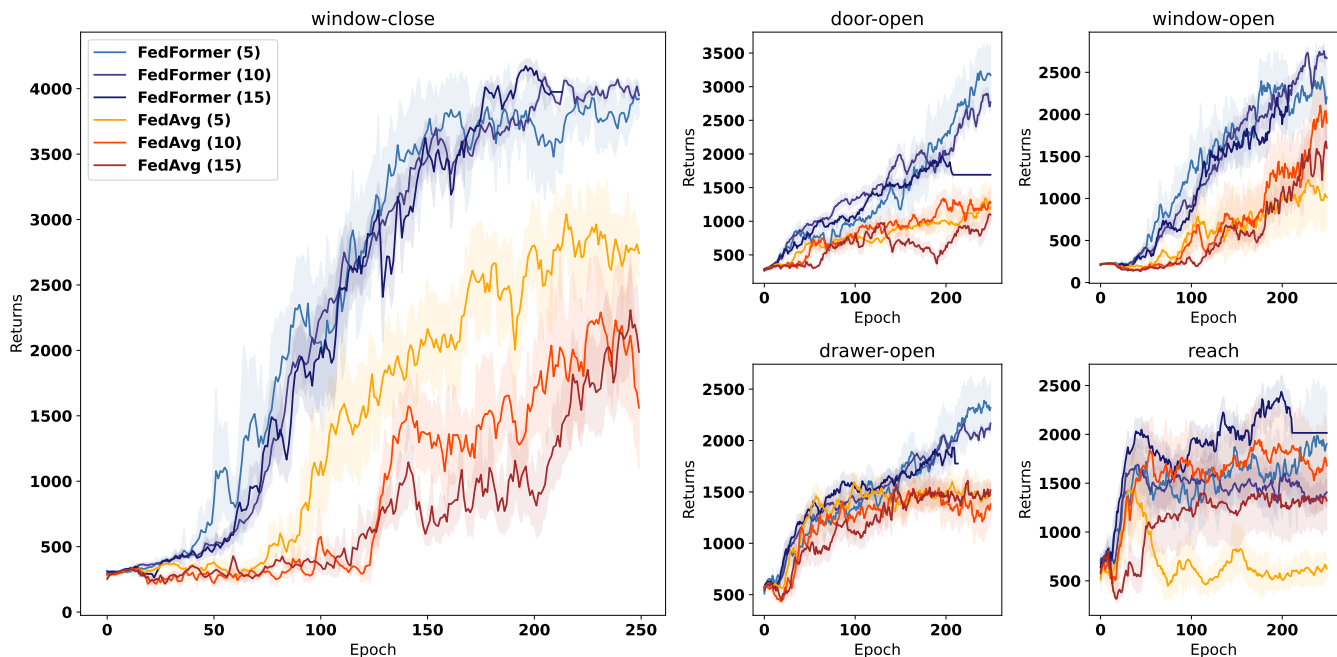 window-close
FedFormer (5)
FedFormer (10)
FedFormer (15)
FedAvg (5)
FedAvg (10)
FedAvg (15)
4000
3500
3000
2500
2000
1500
1000
500
0
Returns
0 50 100 150 200 250
Epoch
door-open
3500
3000
2500
2000
1500
1000
500
Returns
0 100 200
Epoch
window-open
2500
2000
1500
1000
500
0
Returns
0 100 200
Epoch
drawer-open
2500
2000
1500
1000
500
Returns
0 100 200
Epoch
reach
2500
2000
1500
1000
500
Returns
0 100 200
Epoch